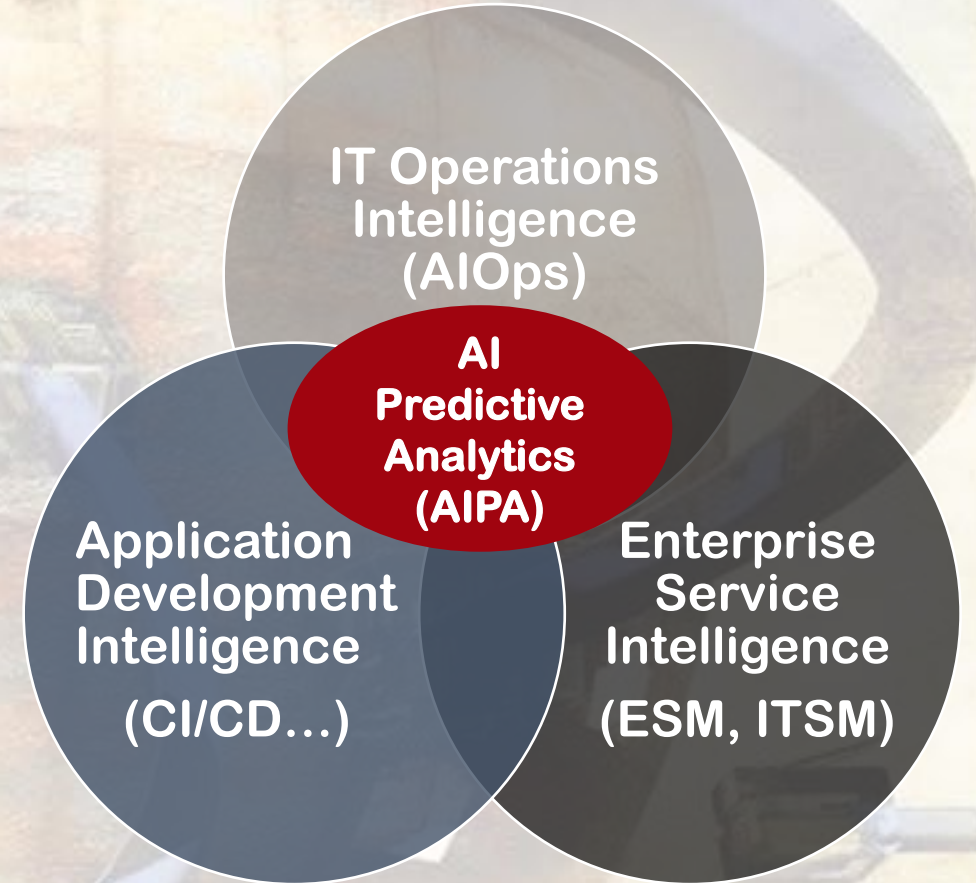 IT Operations
Intelligence
(AIOps)
AI
Predictive
Analytics
(AIPA)
Application
Development
Intelligence
(CI/CD...)
Enterprise
Service
Intelligence
(ESM, ITSM)